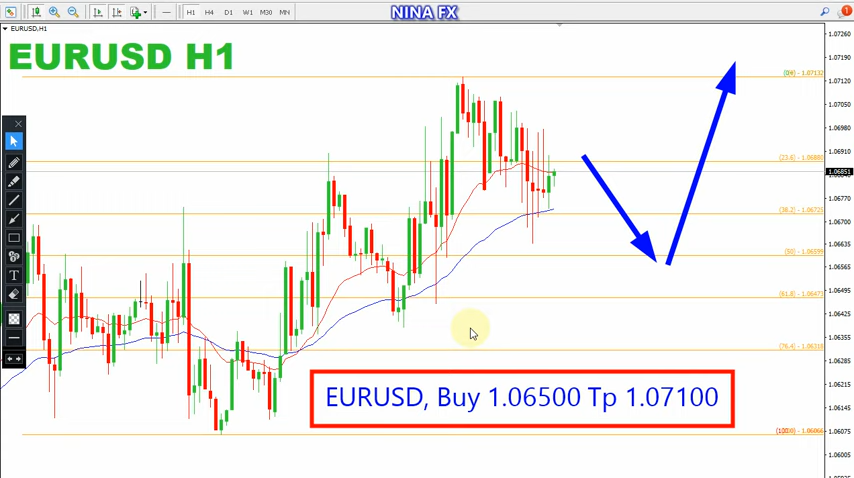 H1 H4 D1 W1 M30 MN
NINA FX
1
EURUSD,H1
EURUSD H1
1.07260
1.07190
1.07120
1.07050
1.06980
1.06910
1.06851
1.06770
1.06700
1.06635
1.06565
1.06495
1.06425
1.06355
1.06285
1.06215
1.06145
1.06075
1.06005
1.07132
(23.6) - 1.06880
(38.2) - 1.06725
(50) - 1.06599
(61.8) - 1.06473
(76.4) - 1.06318
1.06066
T
EURUSD, Buy 1.06500 Tp 1.07100